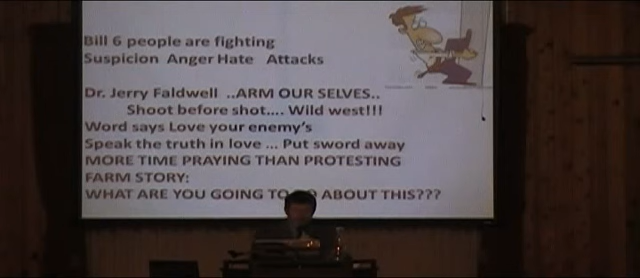 Bill 6 people are fighting
Suspicion Anger Hate Attacks
Dr. Jerry Faldwell ..ARM OUR SELVES..
Shoot before shot.... Wild west!!!
Word says Love your enemy's
Speak the truth in love ... Put sword away
MORE TIME PRAYING THAN PROTESTING
FARM STORY:
WHAT ARE YOU GOING TO ABOUT THIS???